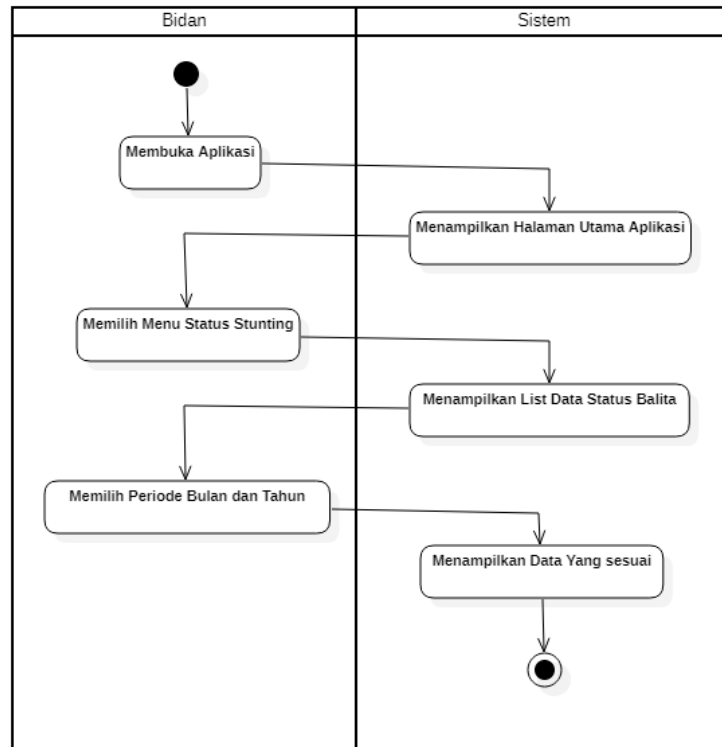 Bidan
Sistem
Membuka Aplikasi
Menampilkan Halaman Utama Aplikasi
Memilih Menu Status Stunting
Menampilkan List Data Status Balita
Memilih Periode Bulan dan Tahun
Menampilkan Data Yang sesuai